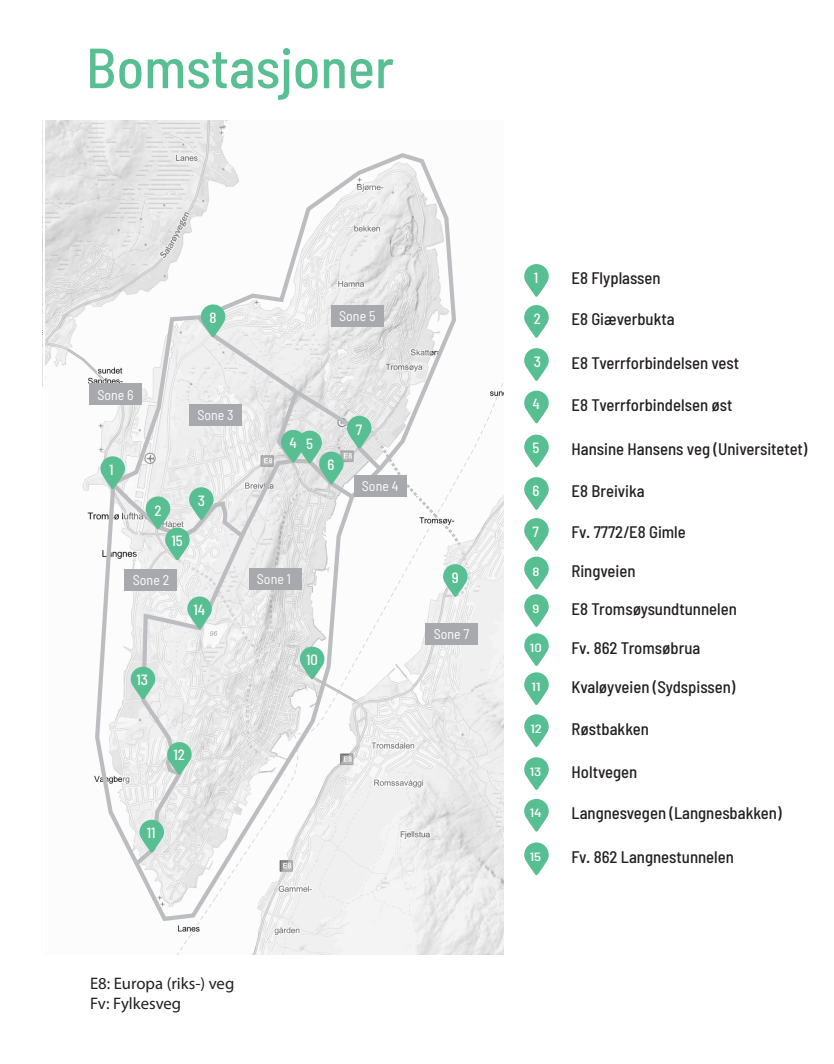 Bomstasjoner
Lanes
Bjørne-
Salarøyvegen
bekken
Hamna
Sone 5
8
Skattøra
Tromsøya
sundet
Sandnes-
Sone 6
Sone 3
sun
7
4
5
6
E8
E8
1
Breivika
Sone 4
3
2
Tromsø lufthavn
Håpet
Tromsøy-
15
Langnes
Sone 2
Sone 1
9
14
96
Sone 7
10
13
Tromsdalen
12
E8
Vangberg
Romssavággi
11
Fjellstua
E8
Gammel-
Lanes
gården
1 E8 Flyplassen
2 E8 Giæverbukta
3 E8 Tverrforbindelsen vest
4 E8 Tverrforbindelsen øst
5 Hansine Hansens veg (Universitetet)
6 E8 Breivika
7 Fv. 7772/E8 Gimle
8 Ringveien
9 E8 Tromsøysundtunnelen
10 Fv. 862 Tromsøbrua
11 Kvaløyveien (Sydspissen)
12 Røstbakken
13 Holtvegen
14 Langnesvegen (Langnesbakken)
15 Fv. 862 Langnestunnelen
E8: Europa (riks-) veg
Fv: Fylkesveg